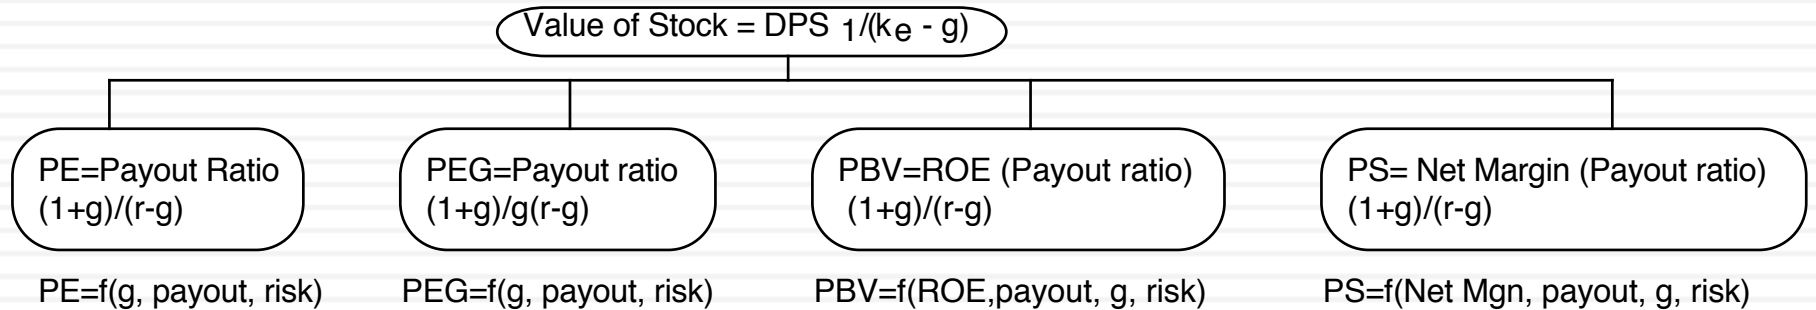 Value of Stock = DPS 1/(ke - g)
PE=Payout Ratio
(1+g)/(r-g)
PEG=Payout ratio
(1+g)/g(r-g)
PBV=ROE (Payout ratio)
(1+g)/(r-g)
PS= Net Margin (Payout ratio)
(1+g)/(r-g)
PE=f(g, payout, risk)
PEG=f(g, payout, risk)
PBV=f(ROE,payout, g, risk)
PS=f(Net Mgn, payout, g, risk)